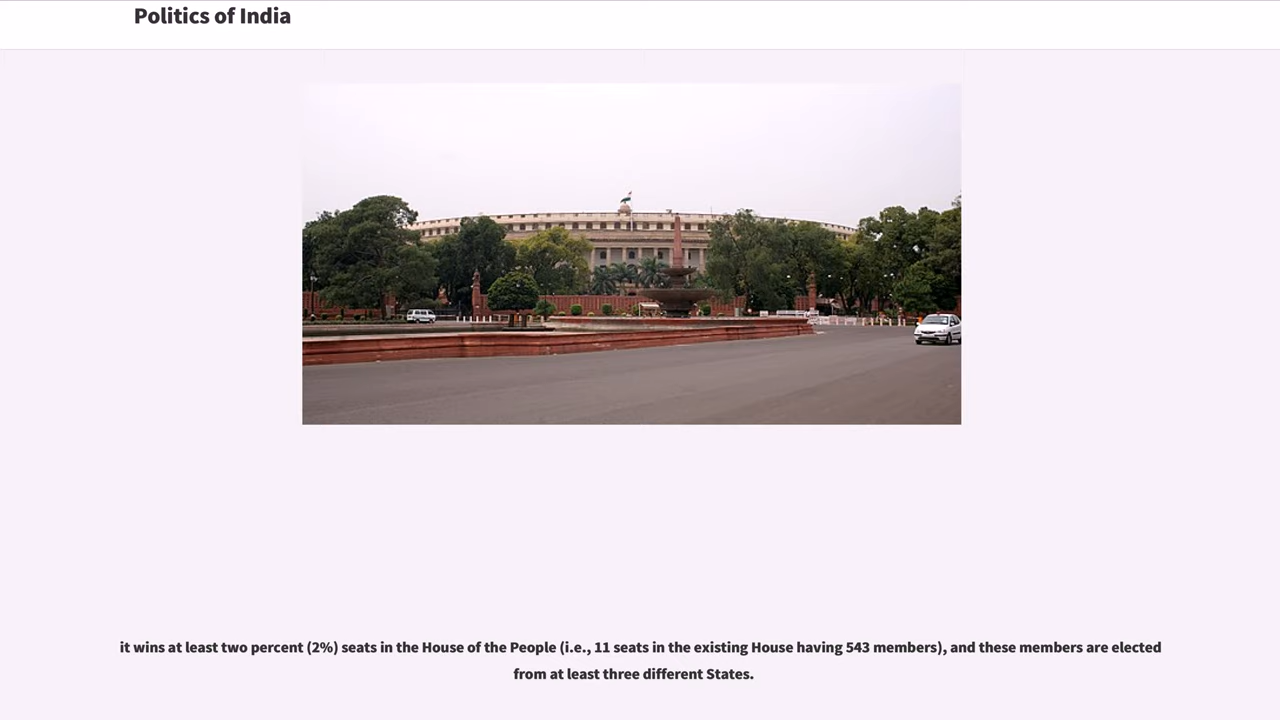 Politics of India
it wins at least two percent (2%) seats in the House of the People (i.e., 11 seats in the existing House having 543 members), and these members are elected
from at least three different States.